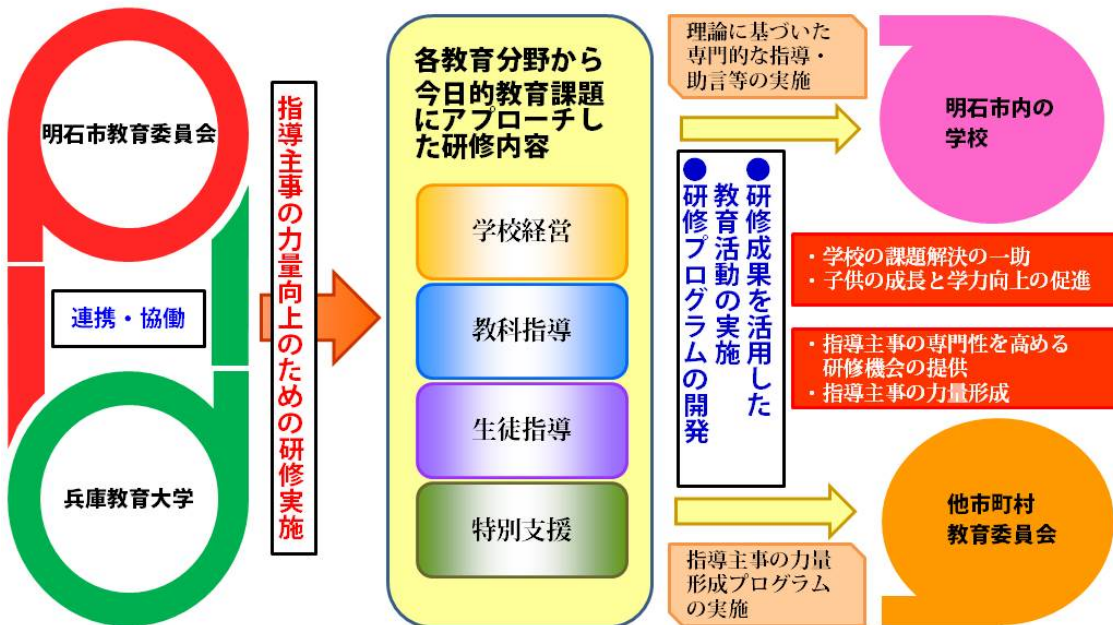 明石市教育委員会
連携・協働
兵庫教育大学
指導主事の力量向上のための研修実施
各教育分野から
今日的教育課題
にアプローチし
た研修内容
学校経営
教科指導
生徒指導
特別支援
理論に基づいた
専門的な指導・
助言等の実施
●研修成果を活用した
教育活動の実施
●研修プログラムの開発
指導主事の力量
形成プログラム
の実施
明石市内の
学校
・学校の課題解決の一助
・子供の成長と学力向上の促進
・指導主事の専門性を高める
研修機会の提供
・指導主事の力量形成
他市町村
教育委員会